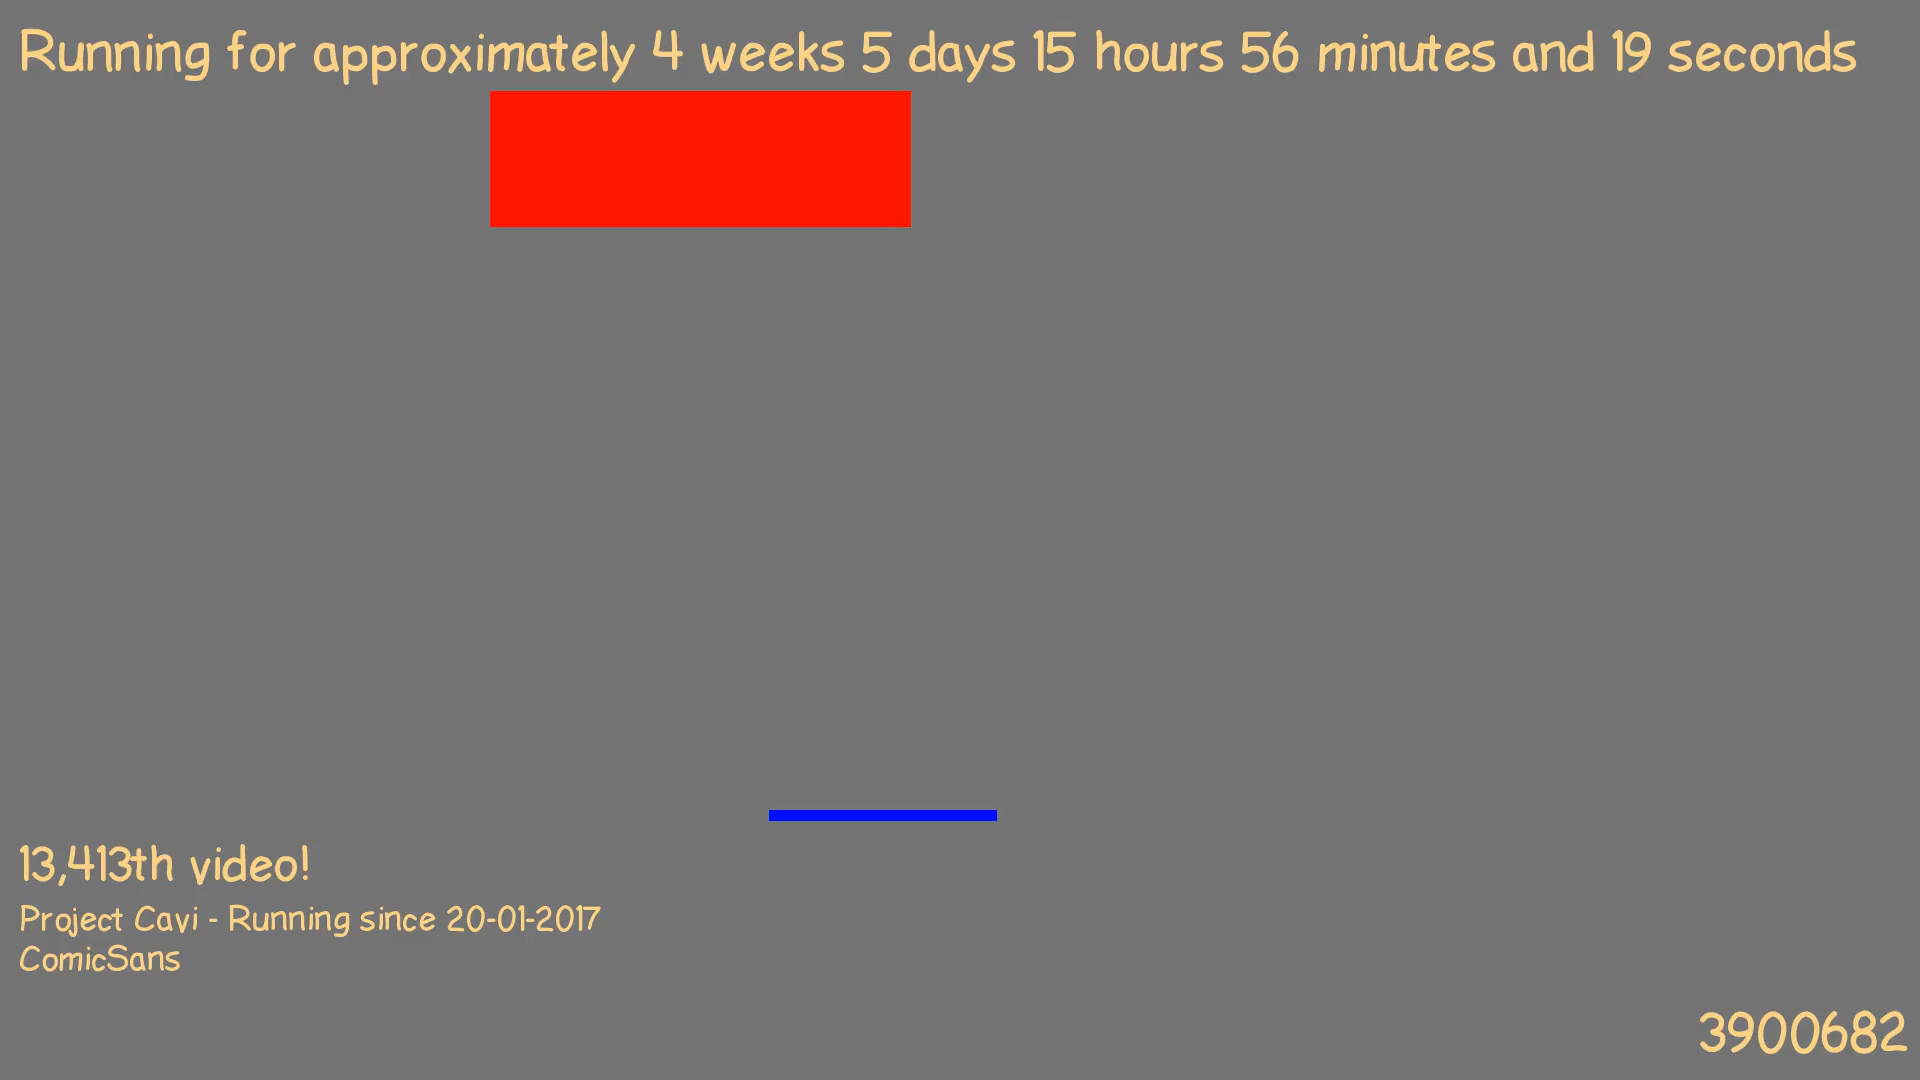 Running for approximately 4 weeks 5 days 15 hours 56 minutes and 19 seconds
13,413th video!
Project Cavi - Running since 20-01-2017
ComicSans
3900682